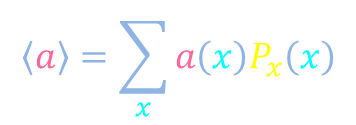 ⟨a⟩ = ∑ₓ a(x)Pₓ(x)